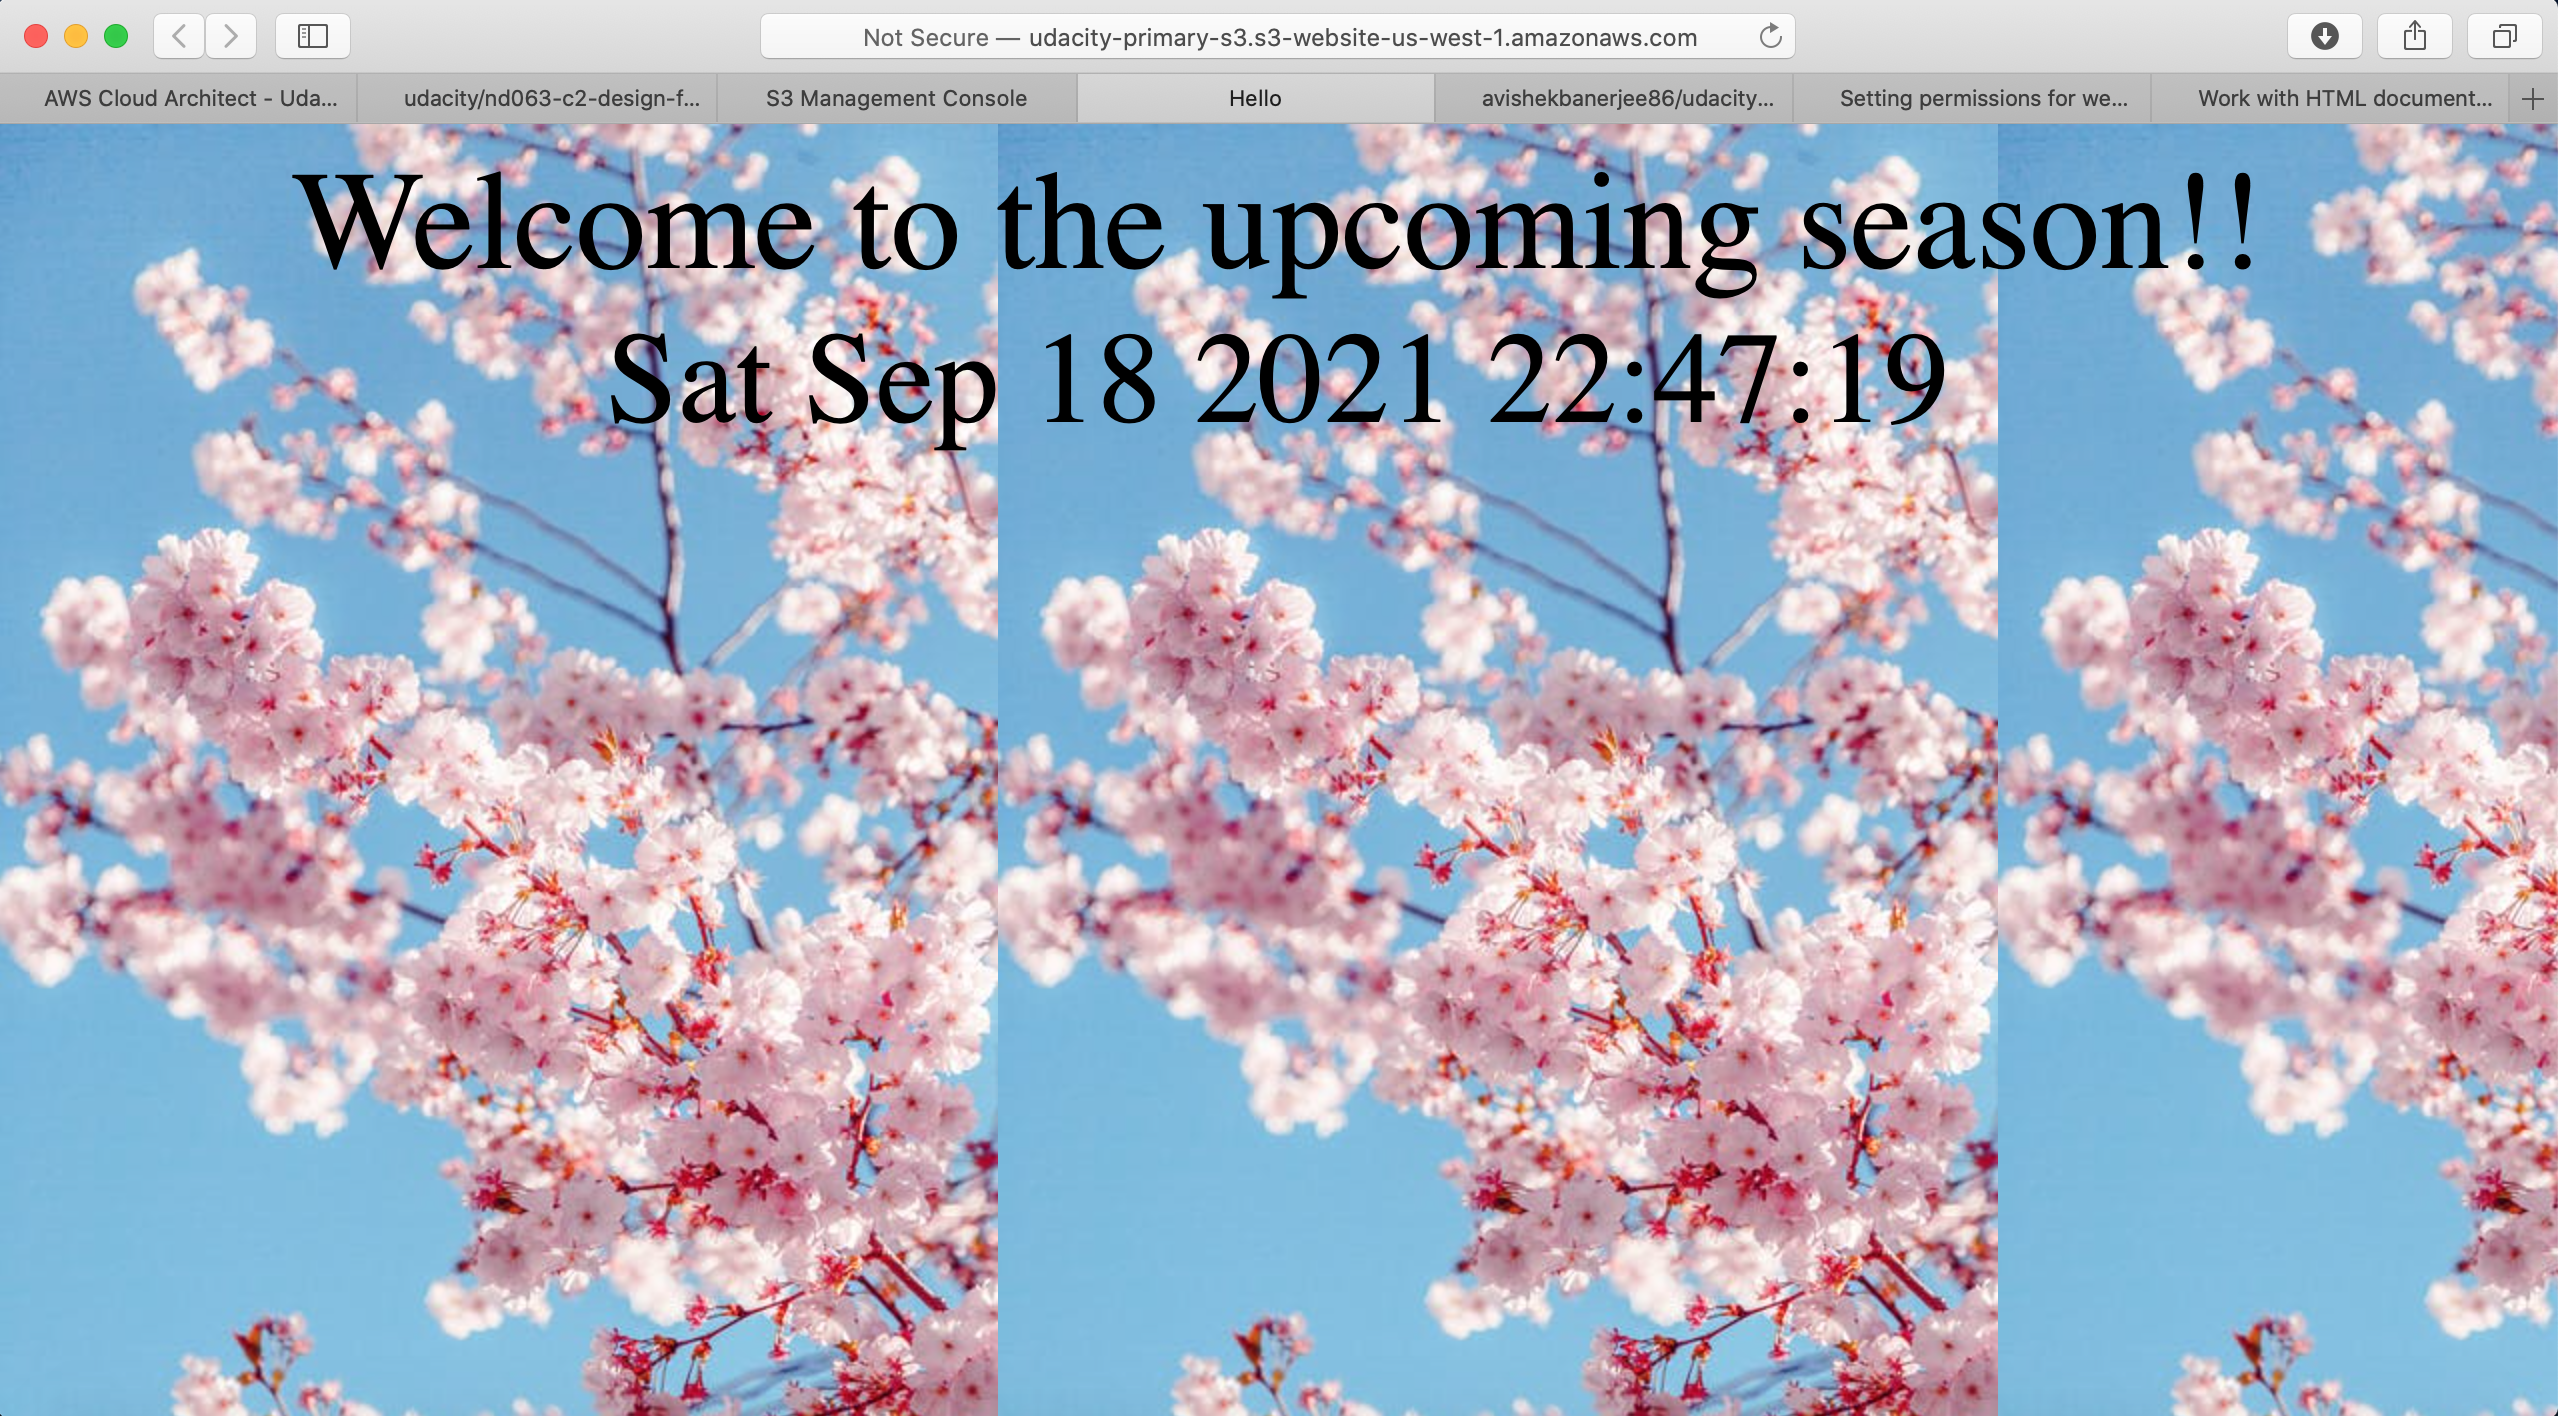 Not Secure — udacity-primary-s3.s3-website-us-west-1.amazonaws.com
AWS Cloud Architect - Uda...
udacity/nd063-c2-design-f...
S3 Management Console
Hello
avishekbanerjee86/udacity...
Setting permissions for we...
Work with HTML document...
Welcome to the upcoming season!!
Sat Sep 18 2021 22:47:19